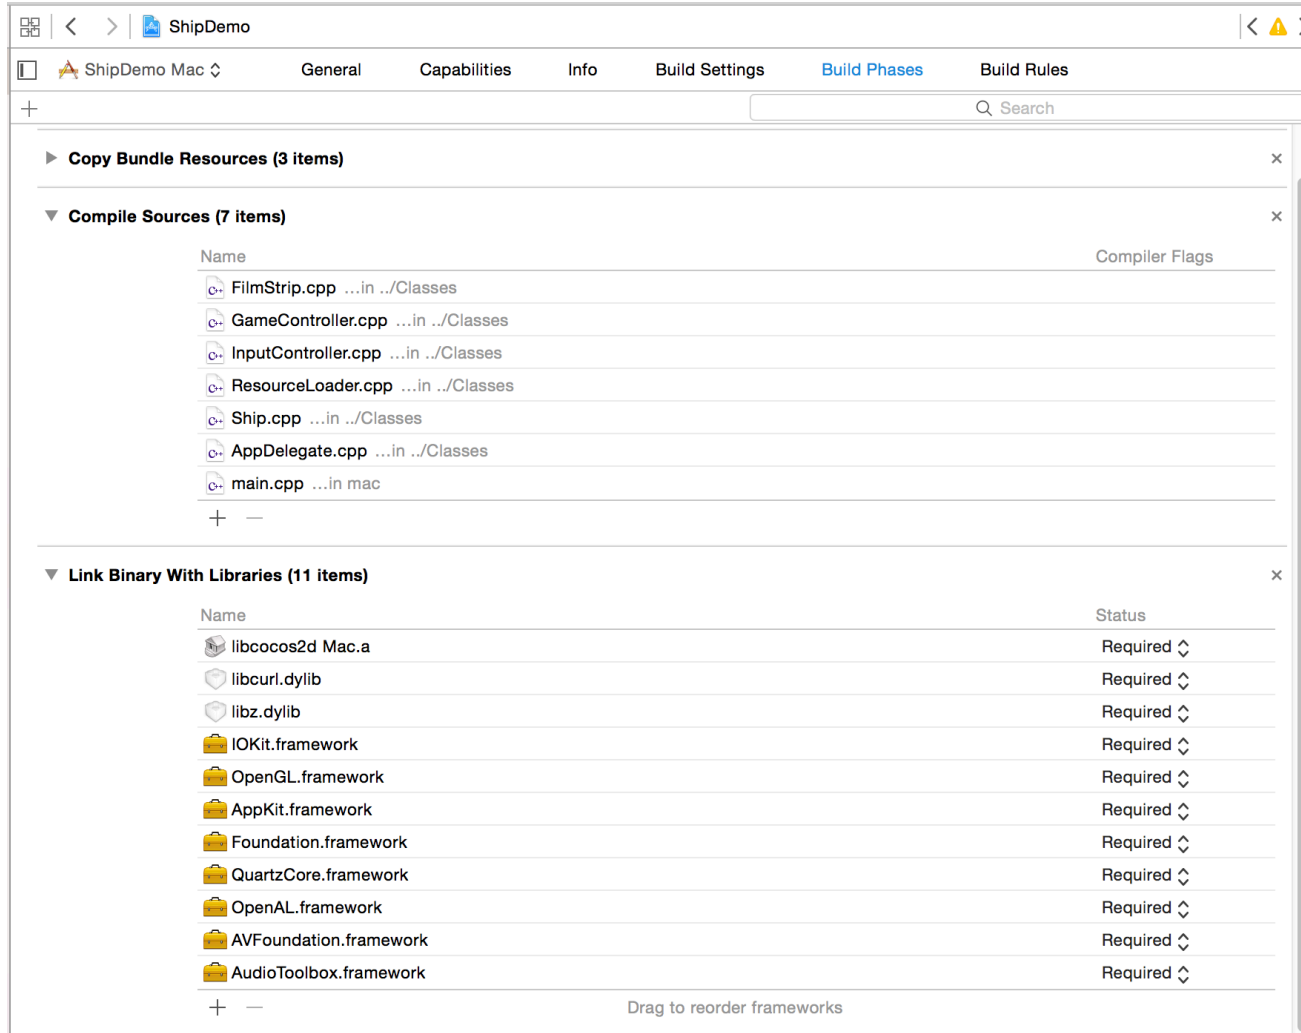 ShipDemo
ShipDemo Mac General Capabilities Info Build Settings Build Phases Build Rules
Search
Copy Bundle Resources (3 items)
Compile Sources (7 items)
Name Compiler Flags
FilmStrip.cpp ...in ../Classes
GameController.cpp ...in ../Classes
InputController.cpp ...in ../Classes
ResourceLoader.cpp ...in ../Classes
Ship.cpp ...in ../Classes
AppDelegate.cpp ...in ../Classes
main.cpp ...in mac
Link Binary With Libraries (11 items)
Name Status
libcocos2d Mac.a Required
libcurl.dylib Required
libz.dylib Required
IOKit.framework Required
OpenGL.framework Required
AppKit.framework Required
Foundation.framework Required
QuartzCore.framework Required
OpenAL.framework Required
AVFoundation.framework Required
AudioToolbox.framework Required
Drag to reorder frameworks